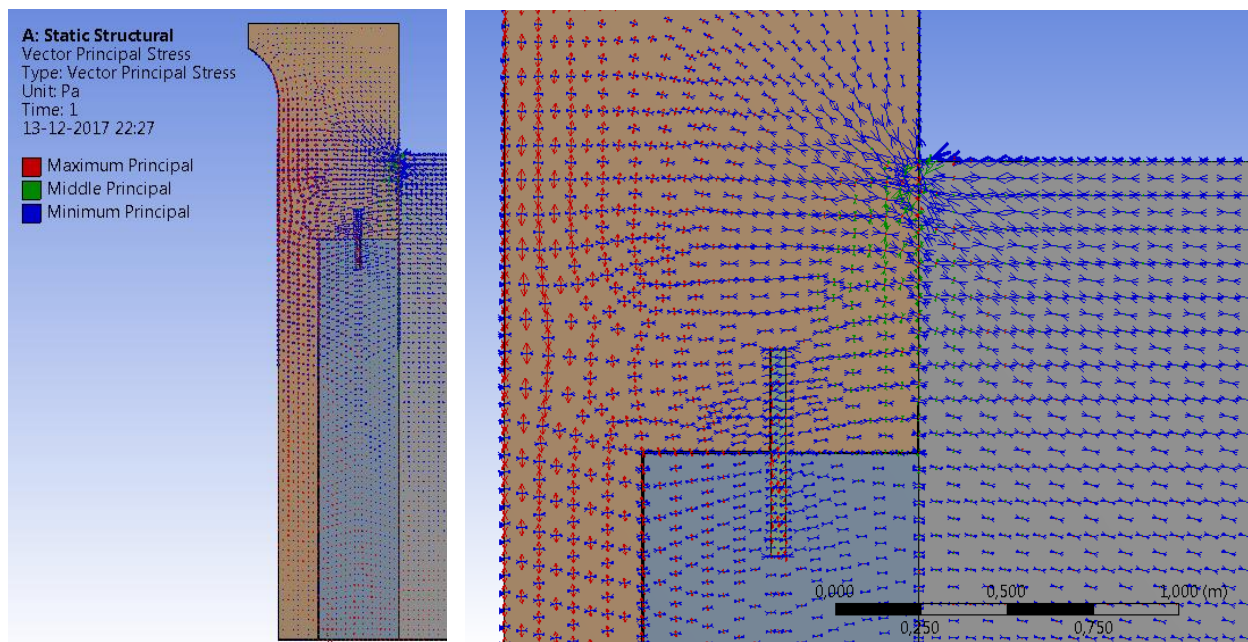 A: Static Structural
Vector Principal Stress
Type: Vector Principal Stress
Unit: Pa
Time: 1
13-12-2017 22:27
Maximum Principal
Middle Principal
Minimum Principal
0,000 0,500 1,000 (m)
0,250 0,750